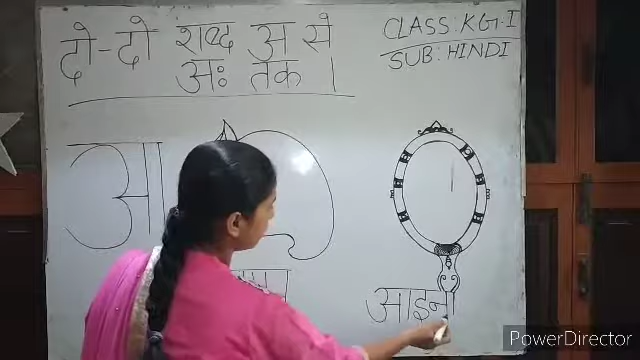 दो-दो शब्द अ से
अः तक ।
CLASS: KG-I
SUB: HINDI
आ
आइना
PowerDirector